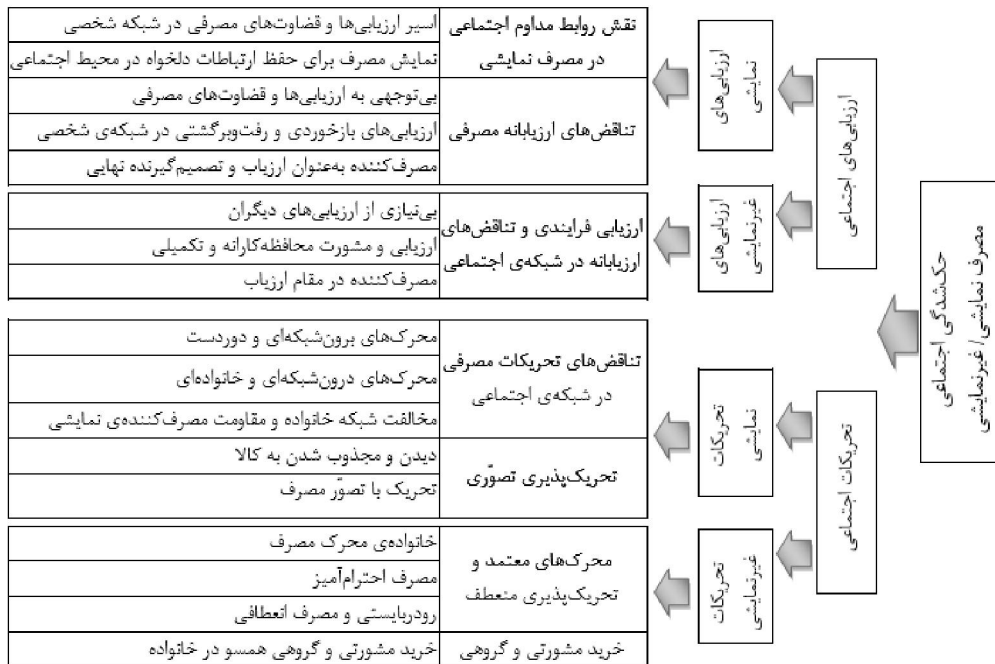 حک‌شدگی اجتماعی
مصرف نمایشی/ غیرنمایشی
ارزیابی‌های اجتماعی
ارزیابی‌های
نمایشی
نقش روابط مداوم اجتماعی
در مصرف نمایشی
اسیر ارزیابی‌ها و قضاوت‌های مصرفی در شبکه شخصی
نمایش مصرف برای حفظ ارتباطات دلخواه در محیط اجتماعی
تناقض‌های ارزیابانه مصرفی
بی‌توجهی به ارزیابی‌ها و قضاوت‌های مصرفی
ارزیابی‌های بازخوردی و رفت‌وبرگشتی در شبکه‌ی شخصی
مصرف‌کننده به‌عنوان ارزیاب و تصمیم‌گیرنده نهایی
ارزیابی‌های
غیرنمایشی
ارزیابی فرایندی و تناقض‌های
ارزیابانه در شبکه‌ی اجتماعی
بی‌نیازی از ارزیابی‌های دیگران
ارزیابی و مشورت محافظه‌کارانه و تکمیلی
مصرف‌کننده در مقام ارزیاب
تحریکات اجتماعی
تحریکات
نمایشی
تناقض‌های تحریکات مصرفی
در شبکه‌ی اجتماعی
محرک‌های برون‌شبکه‌ای و دوردست
محرک‌های درون‌شبکه‌ای و خانواده‌ای
مخالفت شبکه خانواده و مقاومت مصرف‌کننده‌ی نمایشی
تحریک‌پذیری تصوّری
دیدن و مجذوب شدن به کالا
تحریک با تصوّر مصرف
تحریکات
غیرنمایشی
محرک‌های معتمد و
تحریک‌پذیری منعطف
خانواده‌ی محرک مصرف
مصرف احترام‌آمیز
رودربایستی و مصرف انعطافی
خرید مشورتی و گروهی
خرید مشورتی و گروهی همسو در خانواده